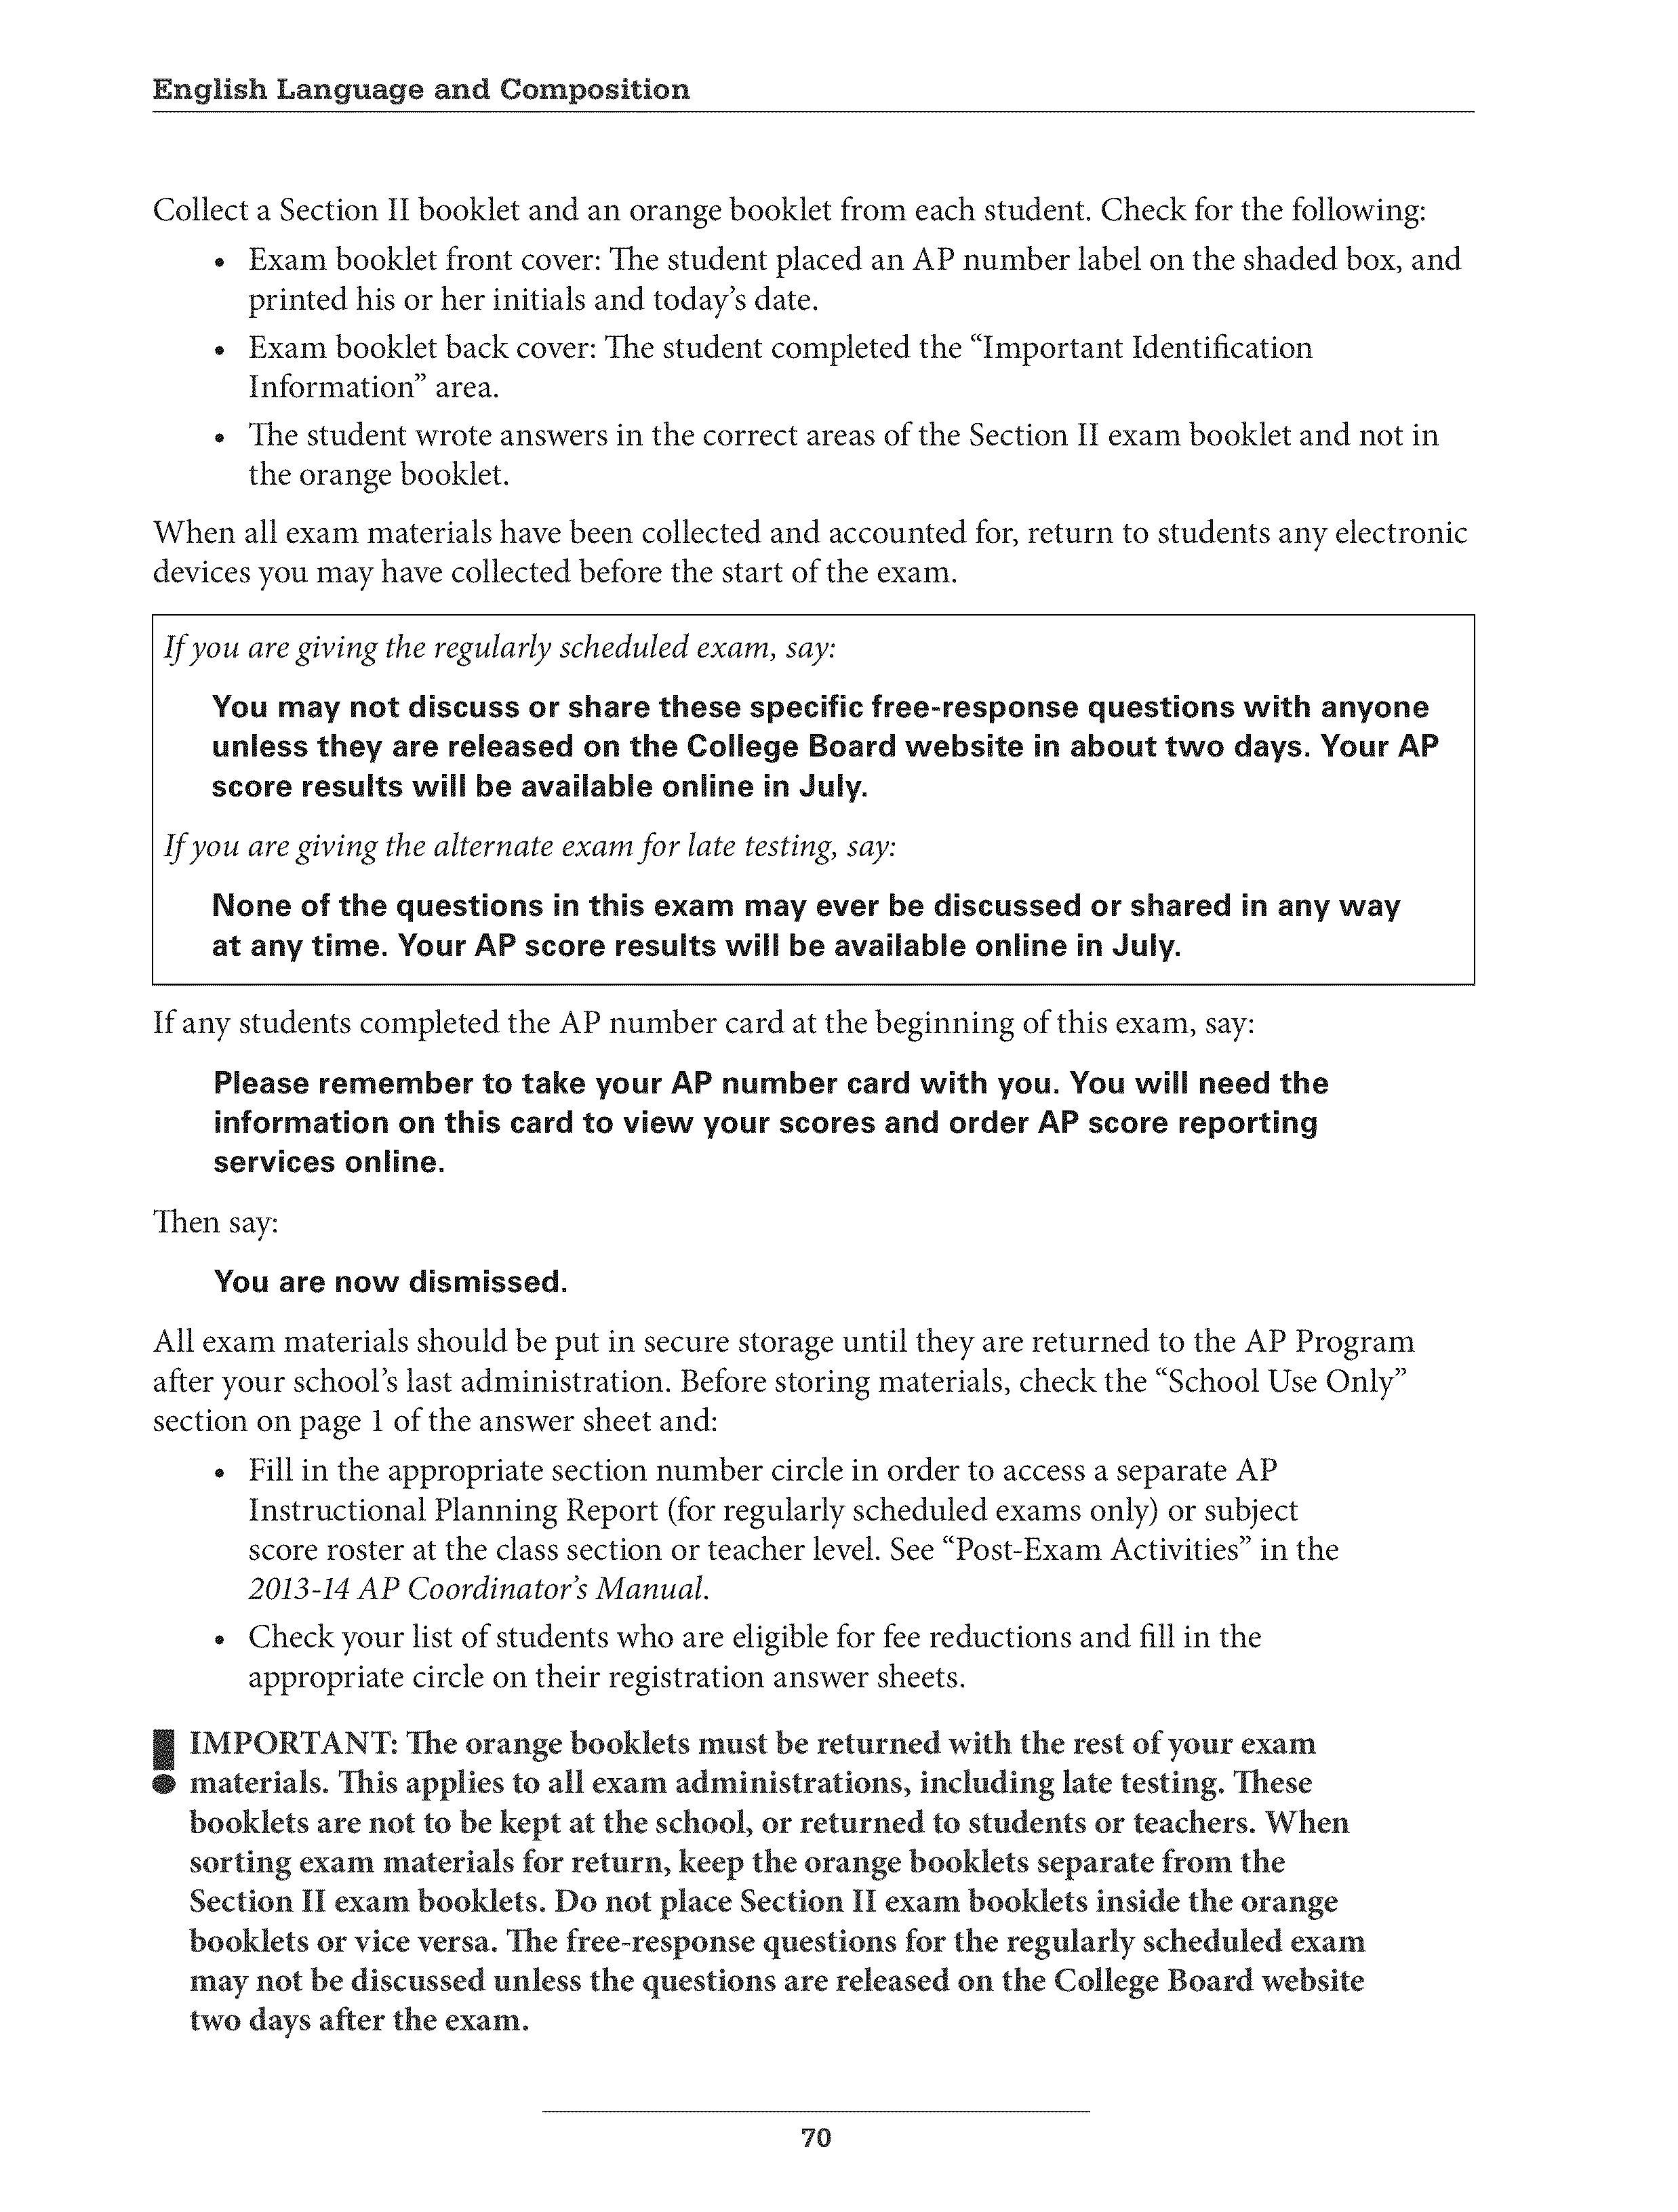 English Language and Composition
Collect a Section II booklet and an orange booklet from each student. Check for the following:
• Exam booklet front cover: The student placed an AP number label on the shaded box, and
printed his or her initials and today’s date.
• Exam booklet back cover: The student completed the “Important Identification
Information” area.
• The student wrote answers in the correct areas of the Section II exam booklet and not in
the orange booklet.
When all exam materials have been collected and accounted for, return to students any electronic
devices you may have collected before the start of the exam.
If you are giving the regularly scheduled exam, say:
You may not discuss or share these specific free-response questions with anyone
unless they are released on the College Board website in about two days. Your AP
score results will be available online in July.
If you are giving the alternate exam for late testing, say:
None of the questions in this exam may ever be discussed or shared in any way
at any time. Your AP score results will be available online in July.
If any students completed the AP number card at the beginning of this exam, say:
Please remember to take your AP number card with you. You will need the
information on this card to view your scores and order AP score reporting
services online.
Then say:
You are now dismissed.
All exam materials should be put in secure storage until they are returned to the AP Program
after your school’s last administration. Before storing materials, check the “School Use Only”
section on page 1 of the answer sheet and:
• Fill in the appropriate section number circle in order to access a separate AP
Instructional Planning Report (for regularly scheduled exams only) or subject
score roster at the class section or teacher level. See “Post-Exam Activities” in the
2013-14 AP Coordinator’s Manual.
• Check your list of students who are eligible for fee reductions and fill in the
appropriate circle on their registration answer sheets.
! IMPORTANT: The orange booklets must be returned with the rest of your exam
materials. This applies to all exam administrations, including late testing. These
booklets are not to be kept at the school, or returned to students or teachers. When
sorting exam materials for return, keep the orange booklets separate from the
Section II exam booklets. Do not place Section II exam booklets inside the orange
booklets or vice versa. The free-response questions for the regularly scheduled exam
may not be discussed unless the questions are released on the College Board website
two days after the exam.
70